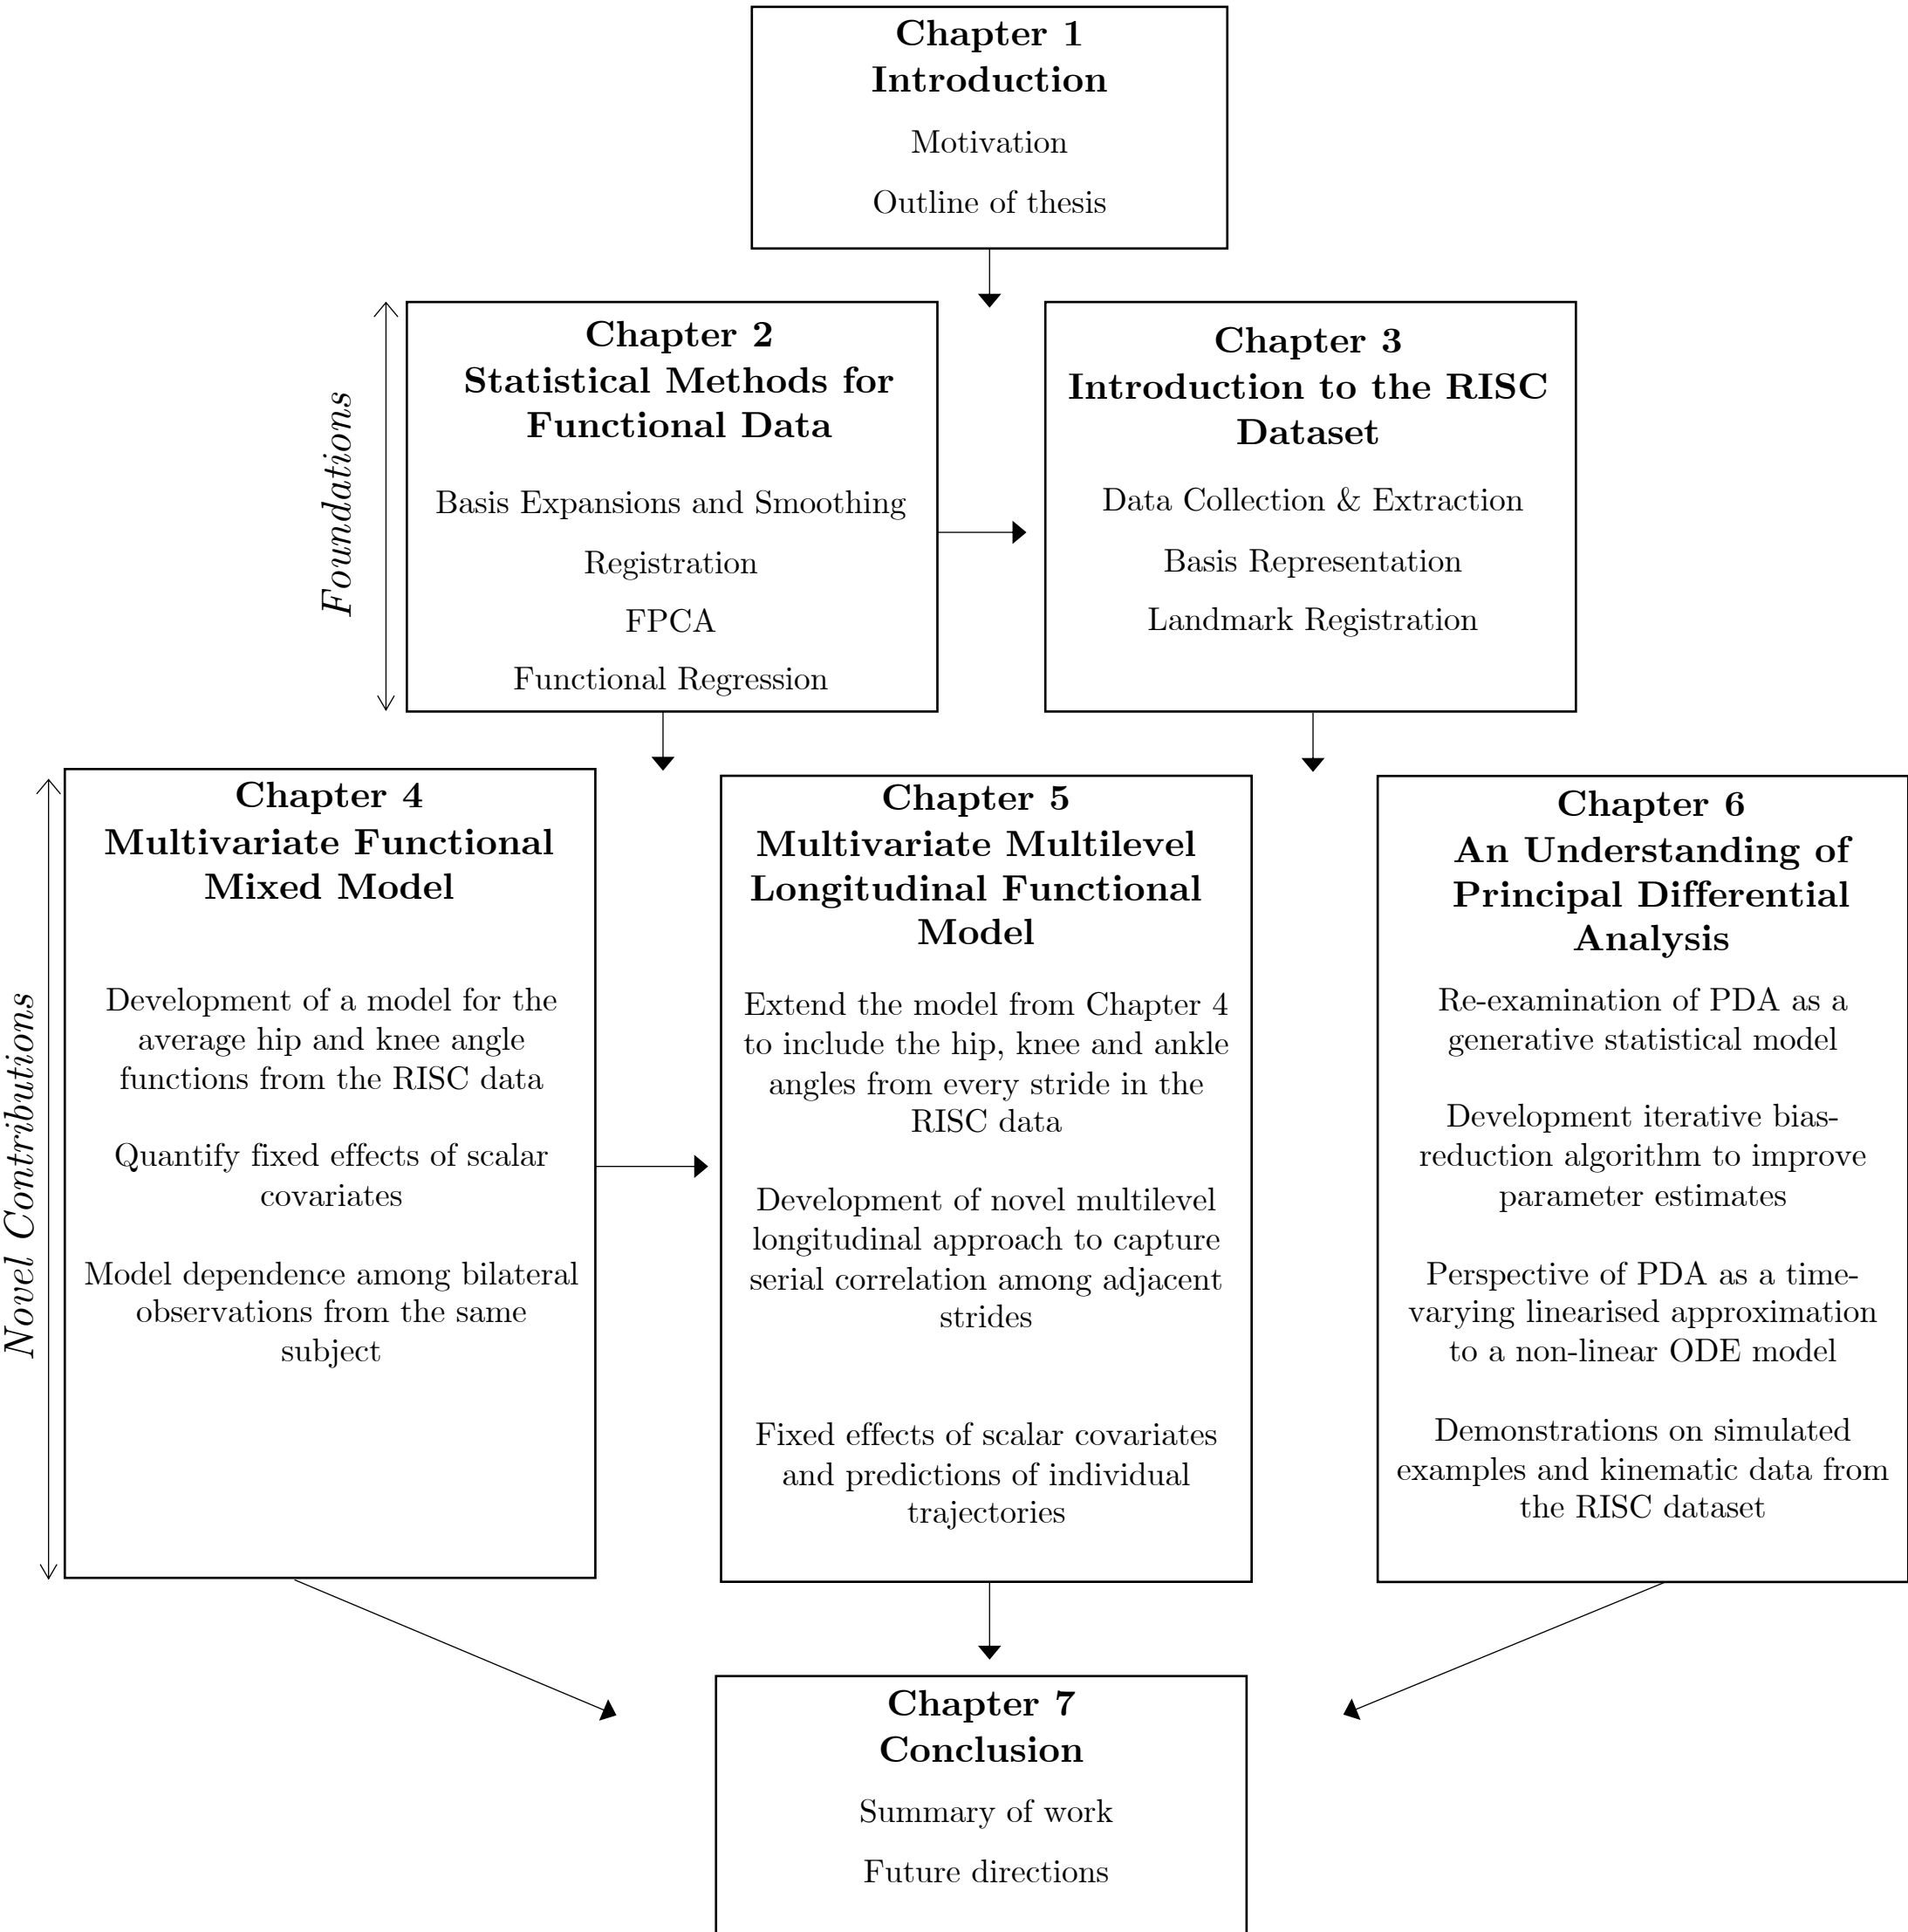 Chapter 1
Introduction
Motivation
Outline of thesis
Foundations
Chapter 2
Statistical Methods for
Functional Data
Basis Expansions and Smoothing
Registration
FPCA
Functional Regression
Chapter 3
Introduction to the RISC
Dataset
Data Collection & Extraction
Basis Representation
Landmark Registration
Novel Contributions
Chapter 4
Multivariate Functional
Mixed Model
Development of a model for the
average hip and knee angle
functions from the RISC data
Quantify fixed effects of scalar
covariates
Model dependence among bilateral
observations from the same
subject
Chapter 5
Multivariate Multilevel
Longitudinal Functional
Model
Extend the model from Chapter 4
to include the hip, knee and ankle
angles from every stride in the
RISC data
Development of novel multilevel
longitudinal approach to capture
serial correlation among adjacent
strides
Fixed effects of scalar covariates
and predictions of individual
trajectories
Chapter 6
An Understanding of
Principal Differential
Analysis
Re-examination of PDA as a
generative statistical model
Development iterative bias-
reduction algorithm to improve
parameter estimates
Perspective of PDA as a time-
varying linearised approximation
to a non-linear ODE model
Demonstrations on simulated
examples and kinematic data from
the RISC dataset
Chapter 7
Conclusion
Summary of work
Future directions